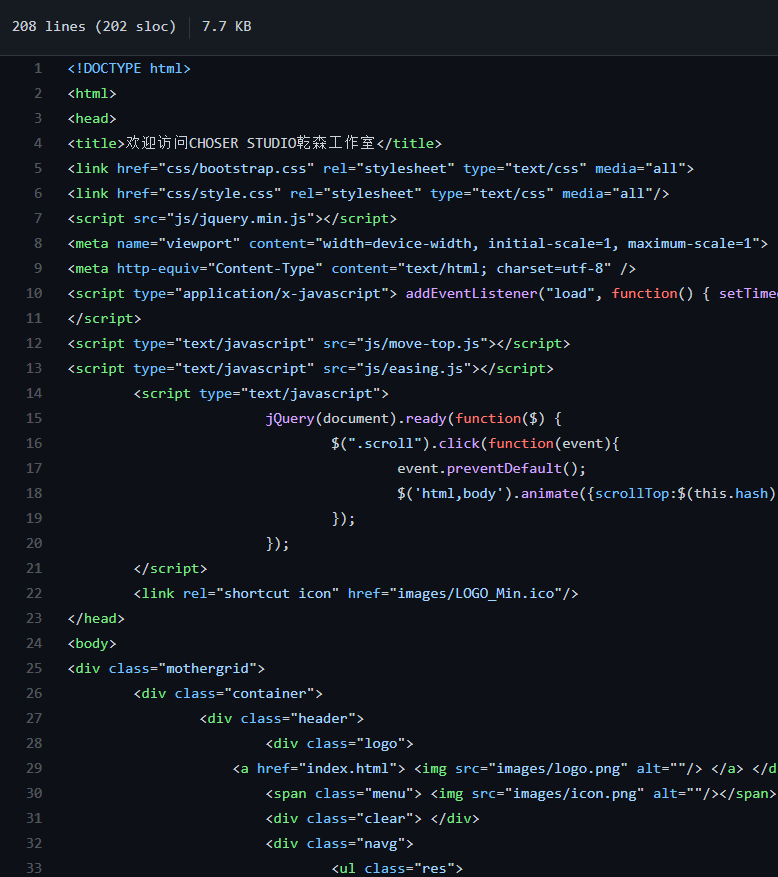 208 lines (202 sloc) 7.7 KB
1 <!DOCTYPE html>
2 <html>
3 <head>
4 <title>欢迎访问CHOSER STUDIO乾森工作室</title>
5 <link href="css/bootstrap.css" rel="stylesheet" type="text/css" media="all">
6 <link href="css/style.css" rel="stylesheet" type="text/css" media="all"/>
7 <script src="js/jquery.min.js"></script>
8 <meta name="viewport" content="width=device-width, initial-scale=1, maximum-scale=1">
9 <meta http-equiv="Content-Type" content="text/html; charset=utf-8" />
10 <script type="application/x-javascript"> addEventListener("load", function() { setTime
11 </script>
12 <script type="text/javascript" src="js/move-top.js"></script>
13 <script type="text/javascript" src="js/easing.js"></script>
14 <script type="text/javascript">
15 jQuery(document).ready(function($) {
16 $(".scroll").click(function(event){
17 event.preventDefault();
18 $('html,body').animate({scrollTop:$(this.hash)
19 });
20 });
21 </script>
22 <link rel="shortcut icon" href="images/LOGO_Min.ico"/>
23 </head>
24 <body>
25 <div class="mothergrid">
26 <div class="container">
27 <div class="header">
28 <div class="logo">
29 <a href="index.html"> <img src="images/logo.png" alt=""/> </a> </d
30 <span class="menu"> <img src="images/icon.png" alt=""/></span>
31 <div class="clear"> </div>
32 <div class="navg">
33 <ul class="res">